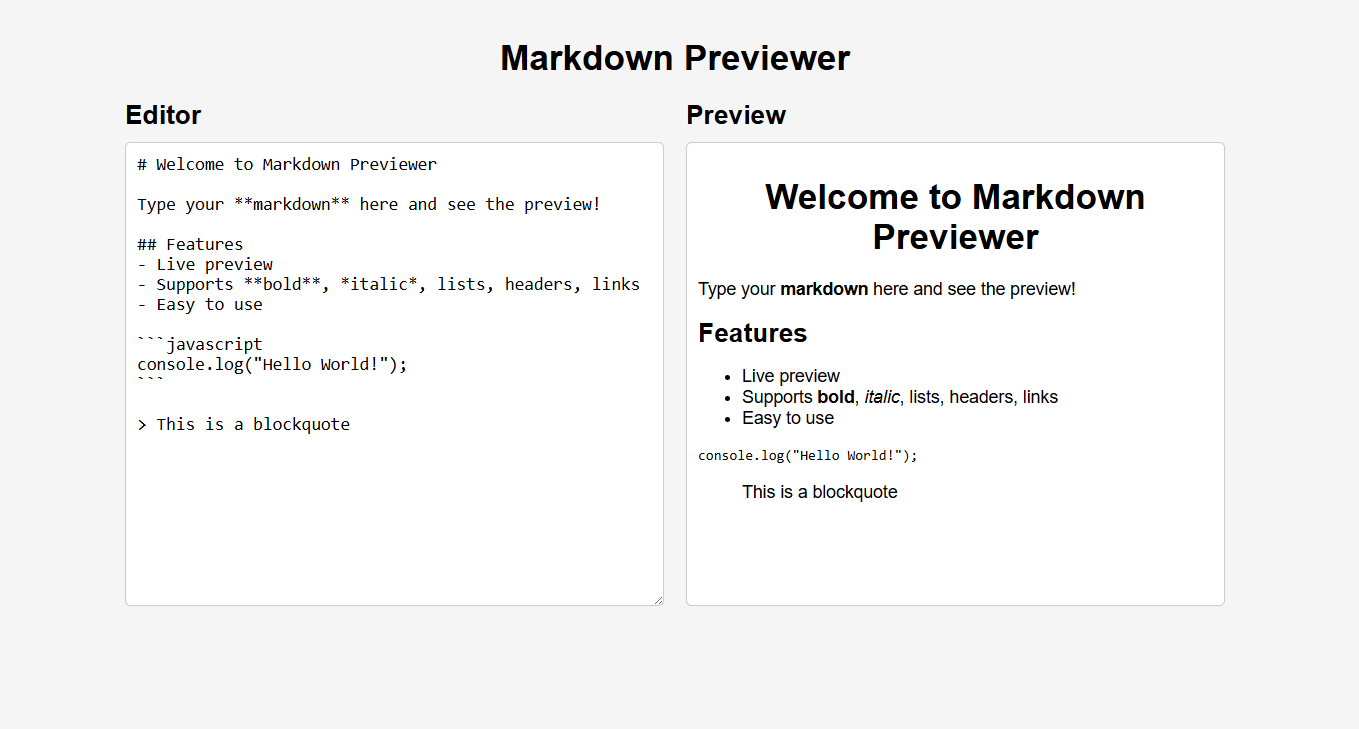 Markdown Previewer
Editor
# Welcome to Markdown Previewer
Type your **markdown** here and see the preview!
## Features
- Live preview
- Supports **bold**, *italic*, lists, headers, links
- Easy to use
```javascript
console.log("Hello World!");
```
> This is a blockquote
Preview
Welcome to Markdown
Previewer
Type your markdown here and see the preview!
Features
• Live preview
• Supports bold, italic, lists, headers, links
• Easy to use
console.log("Hello World!");
This is a blockquote